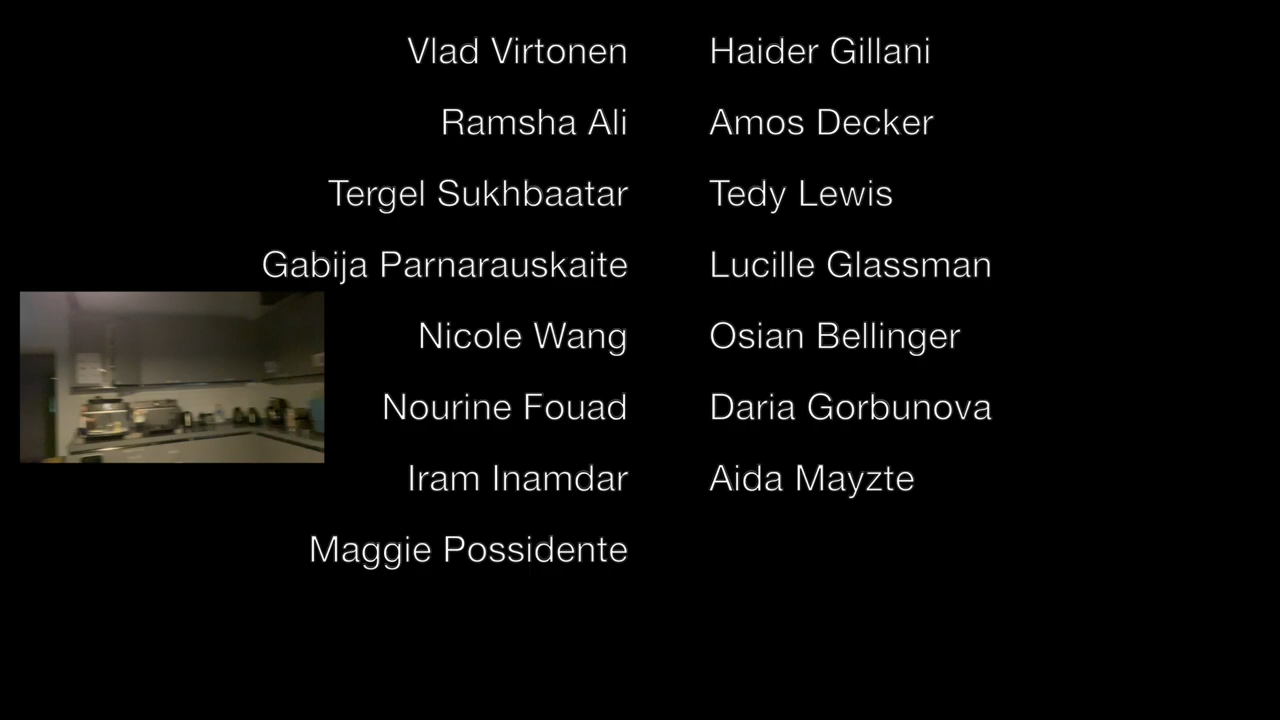 Vlad Virtonen Haider Gillani
Ramsha Ali Amos Decker
Tergel Sukhbaatar Tedy Lewis
Gabija Parnarauskaite Lucille Glassman
Nicole Wang Osian Bellinger
Nourine Fouad Daria Gorbunova
Iram Inamdar Aida Mayzte
Maggie Possidente